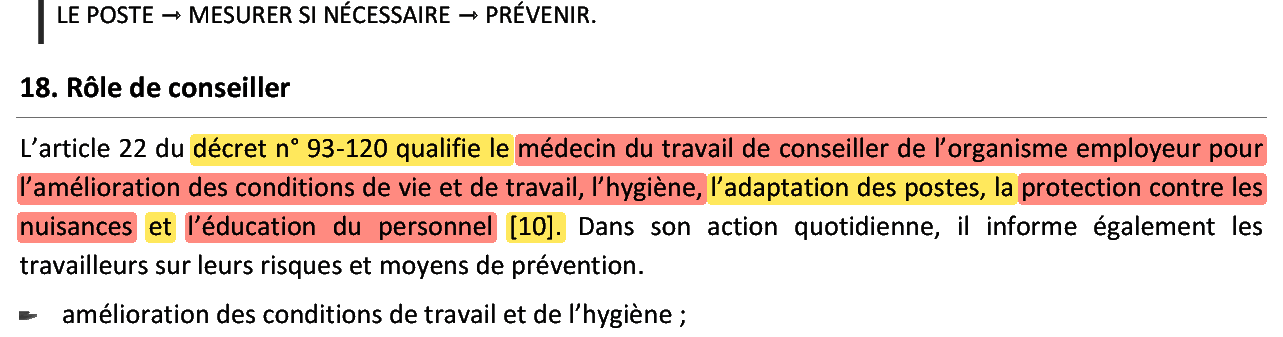 LE POSTE → MESURER SI NÉCESSAIRE → PRÉVENIR.
18. Rôle de conseiller
L’article 22 du décret n° 93-120 qualifie le médecin du travail de conseiller de l’organisme employeur pour
l’amélioration des conditions de vie et de travail, l’hygiène, l’adaptation des postes, la protection contre les
nuisances et l’éducation du personnel [10]. Dans son action quotidienne, il informe également les
travailleurs sur leurs risques et moyens de prévention.
☛ amélioration des conditions de travail et de l’hygiène ;